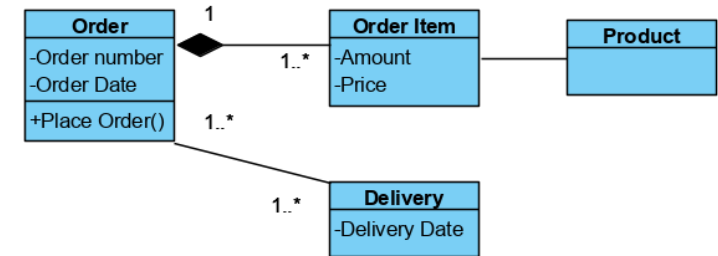 Order
-Order number
-Order Date
+Place Order()
1
1..*
Order Item
-Amount
-Price
Product
1..*
1..*
Delivery
-Delivery Date